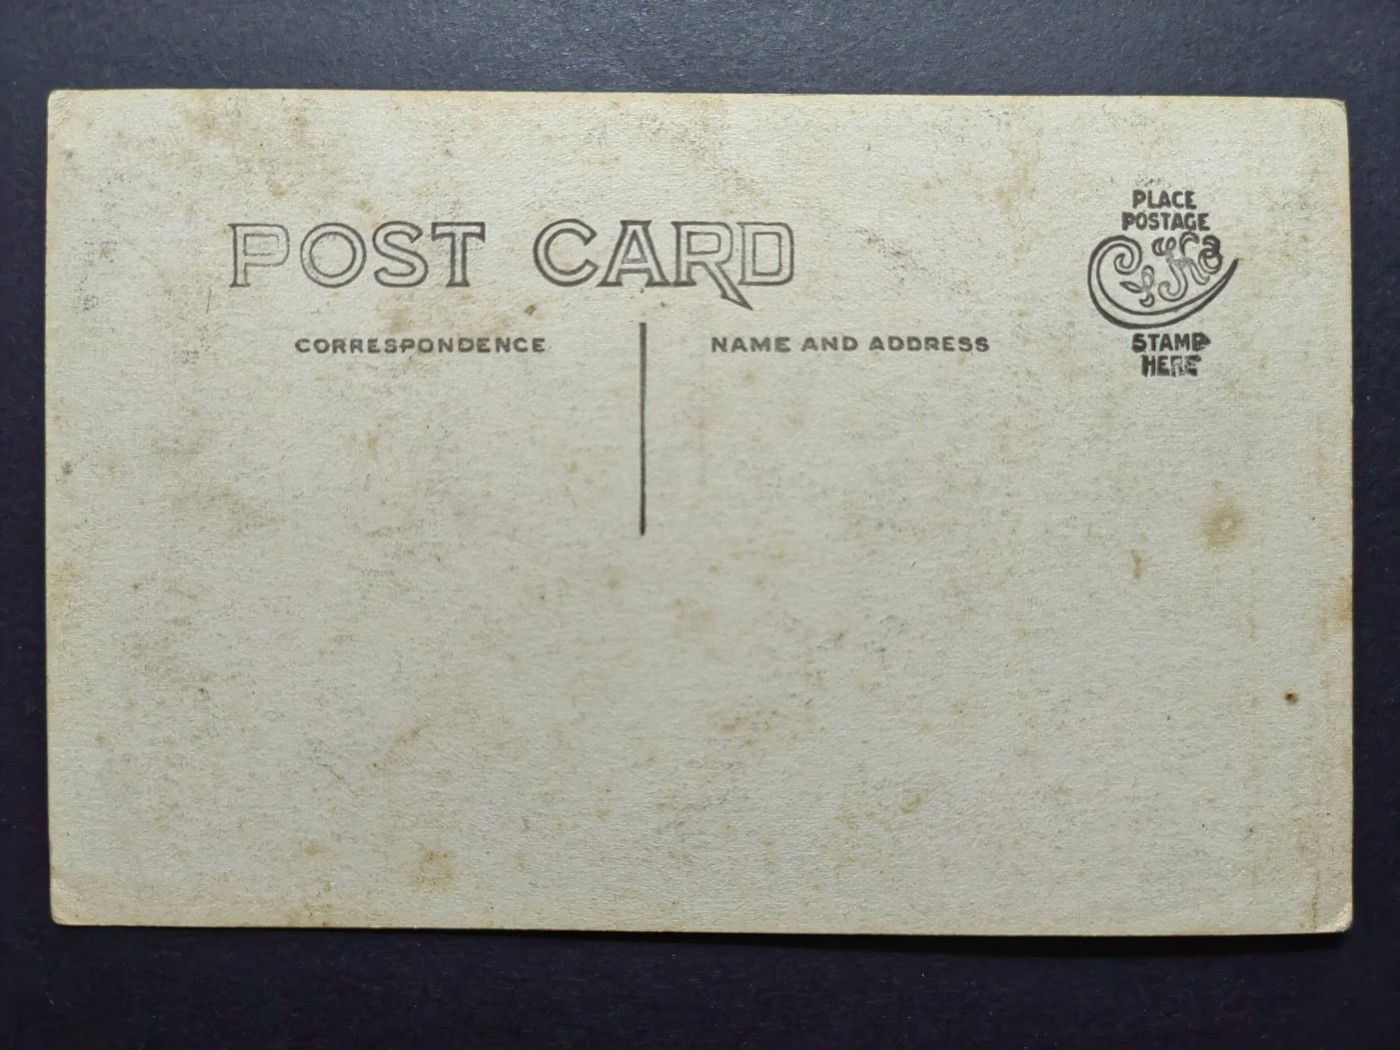 POST CARD
CORRESPONDENCE
NAME AND ADDRESS
PLACE
POSTAGE
STAMP
HERE